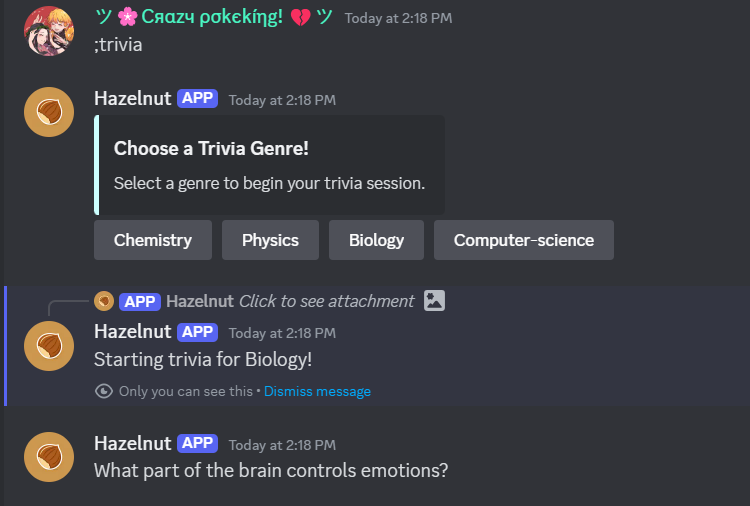 ツ 🌸 Cяαzч ρσkєkíηg! 💔 ツ Today at 2:18 PM
;trivia
Hazelnut APP Today at 2:18 PM
Choose a Trivia Genre!
Select a genre to begin your trivia session.
Chemistry Physics Biology Computer-science
APP Hazelnut Click to see attachment
Hazelnut APP Today at 2:18 PM
Starting trivia for Biology!
Only you can see this • Dismiss message
Hazelnut APP Today at 2:18 PM
What part of the brain controls emotions?